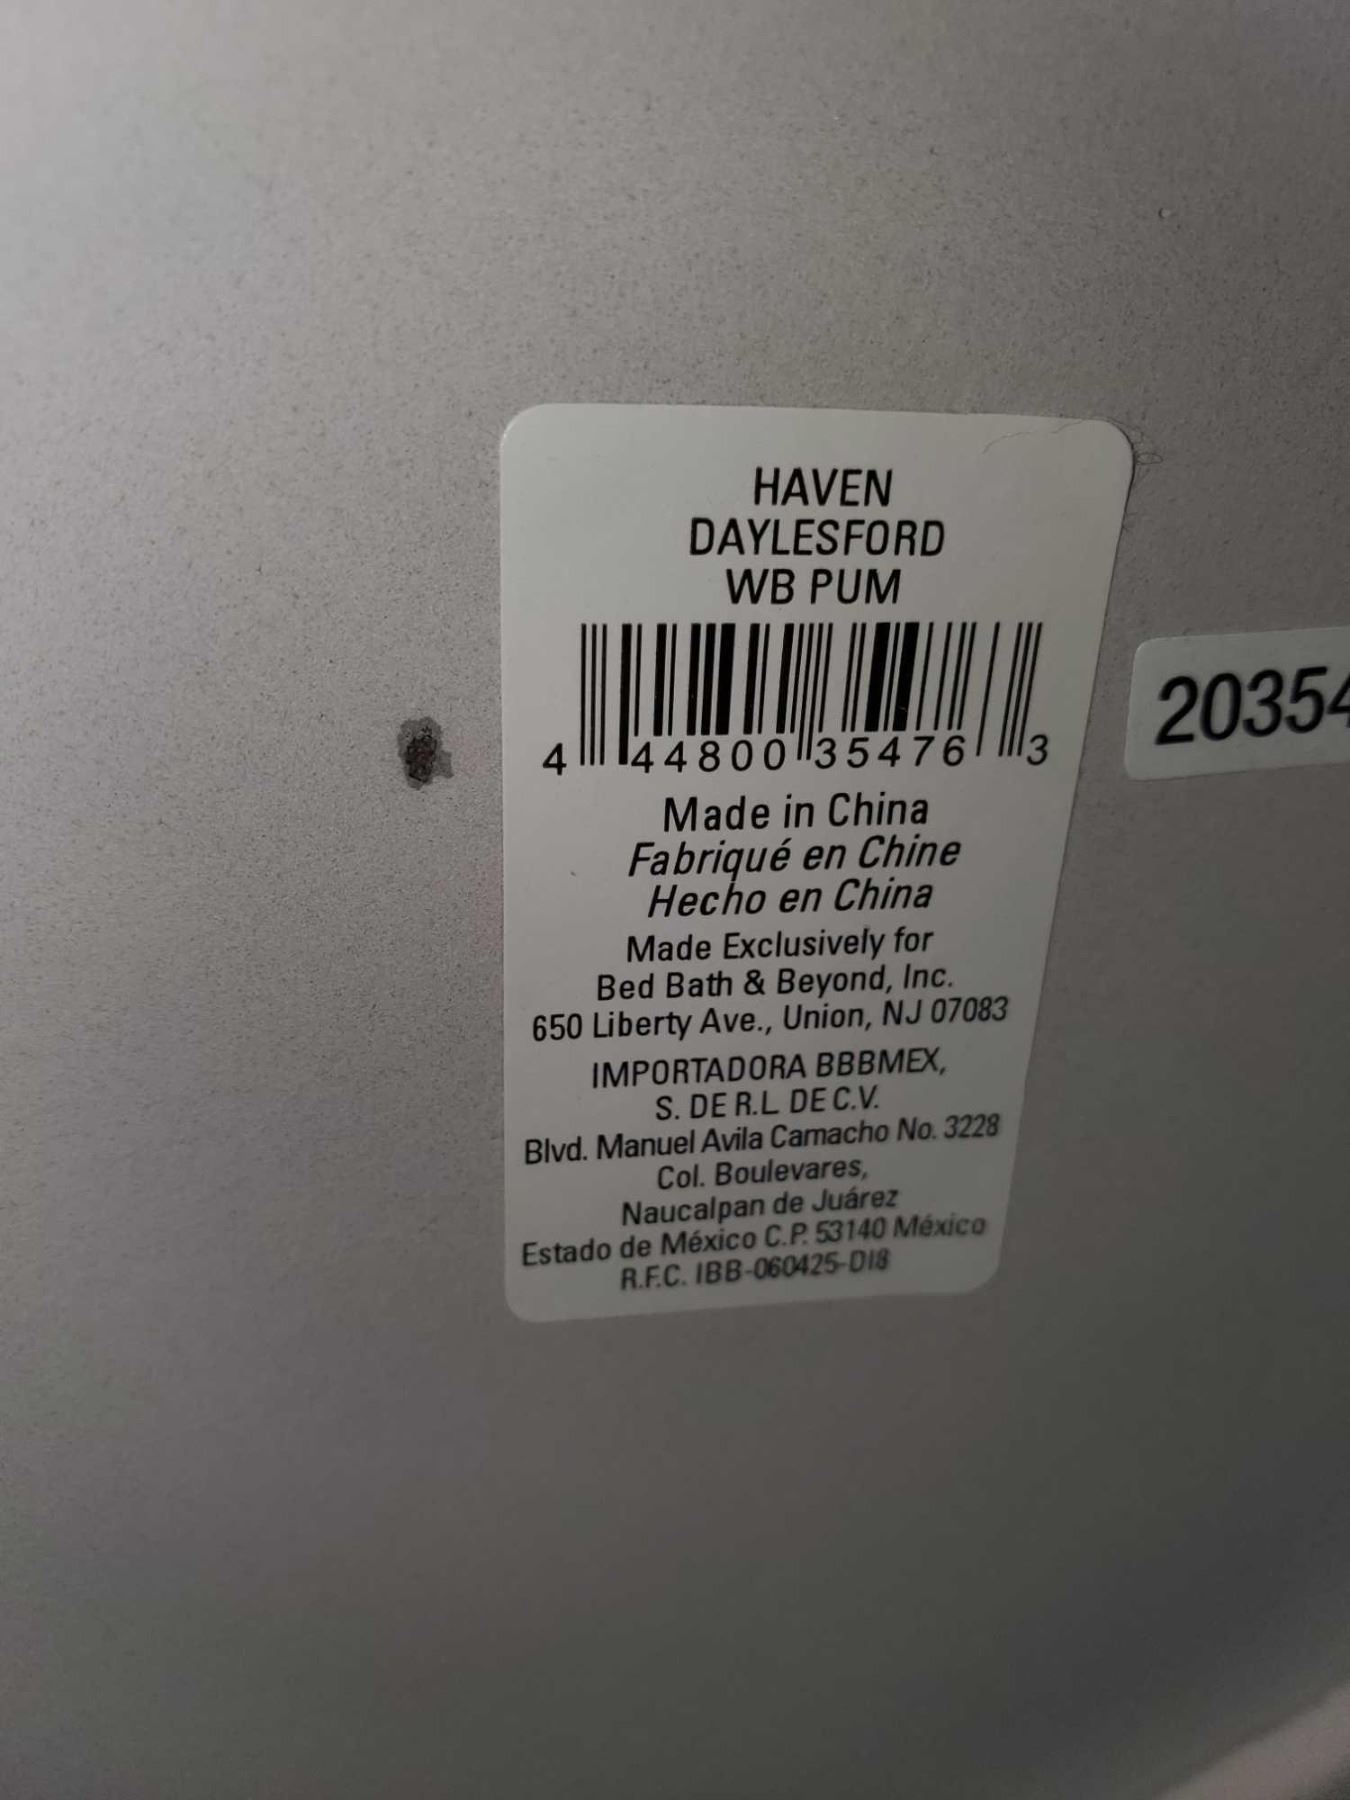 HAVEN
DAYLESFORD
WB PUM
4 44800 35476 3
20354
Made in China
Fabriqué en Chine
Hecho en China
Made Exclusively for
Bed Bath & Beyond, Inc.
650 Liberty Ave., Union, NJ 07083
IMPORTADORA BBBMEX,
S. DE R.L. DE C.V.
Blvd. Manuel Avila Camacho No. 3228
Col. Boulevares,
Naucalpan de Juárez
Estado de México C.P. 53140 México
R.F.C. IBB-060425-DI8